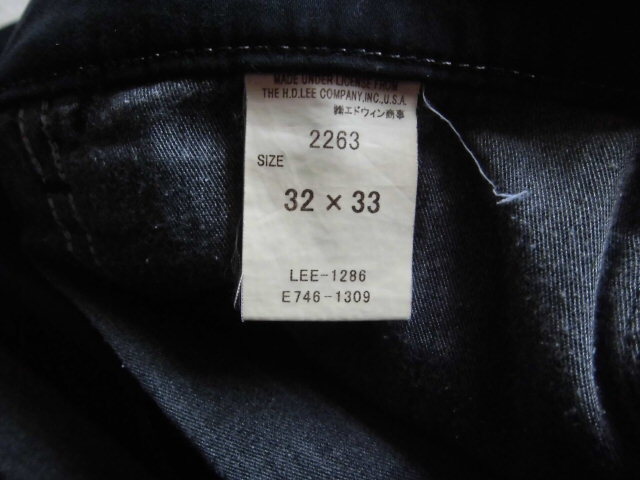 MADE UNDER LICENSE FROM
THE H.D.LEE COMPANY,INC.,U.S.A.
㈱エドウイン商事
2263
SIZE
32 × 33
LEE-1286
E746-1309